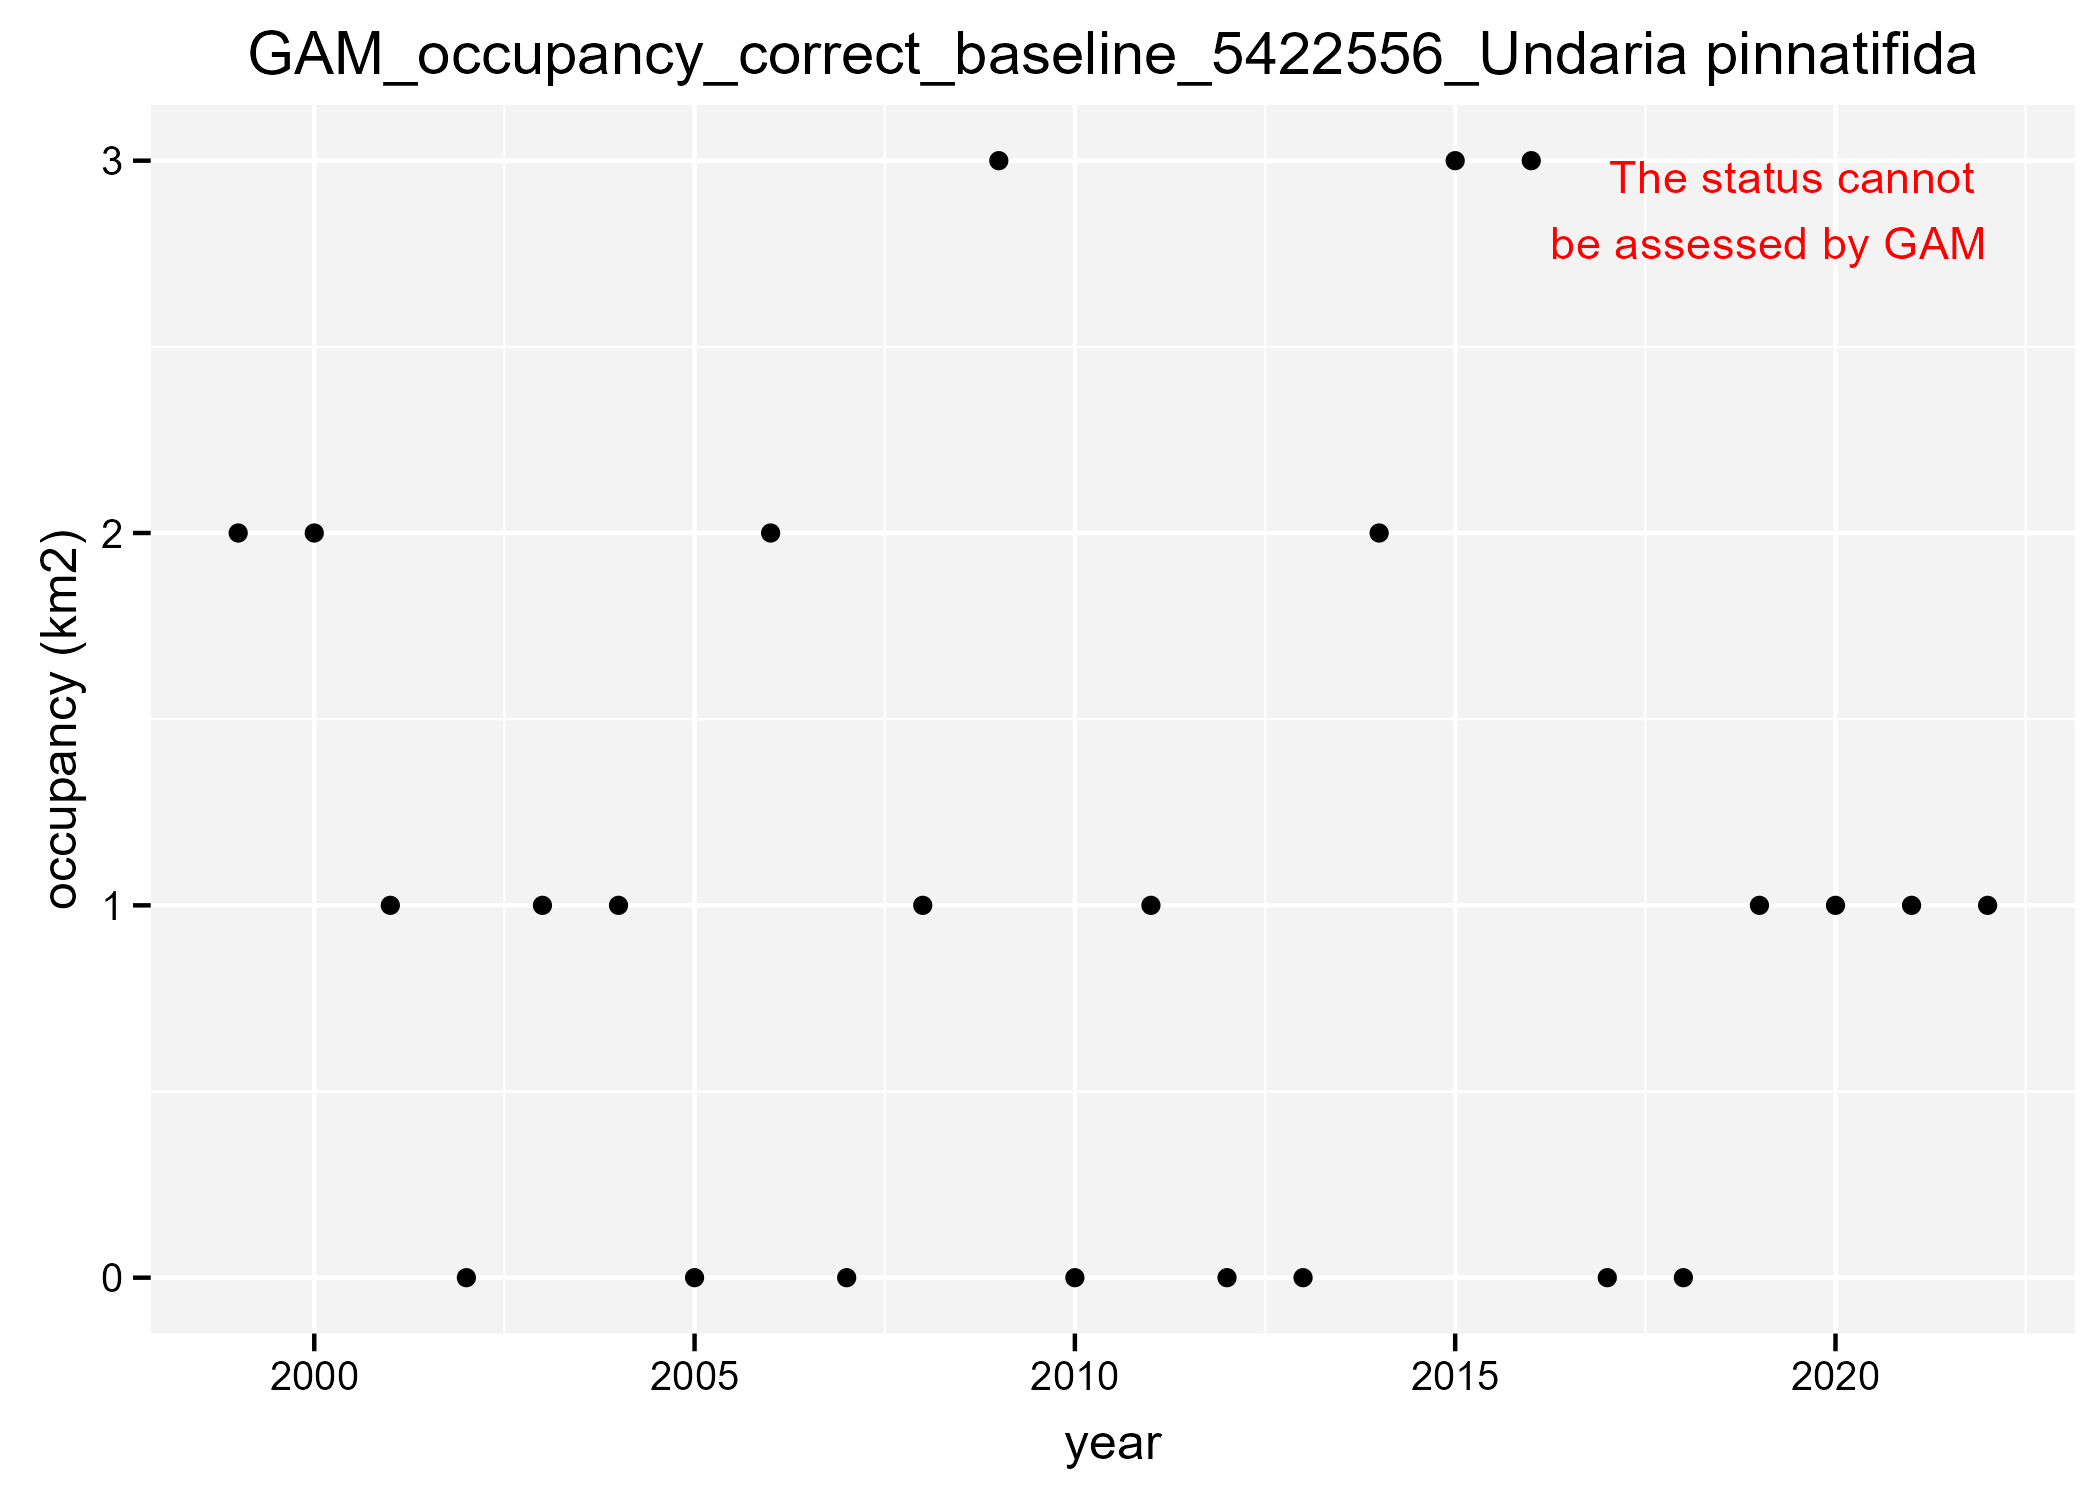 GAM_occupancy_correct_baseline_5422556_Undaria pinnatifida
3
The status cannot
be assessed by GAM
2
occupancy (km2)
1
0
2000 2005 2010 2015 2020
year